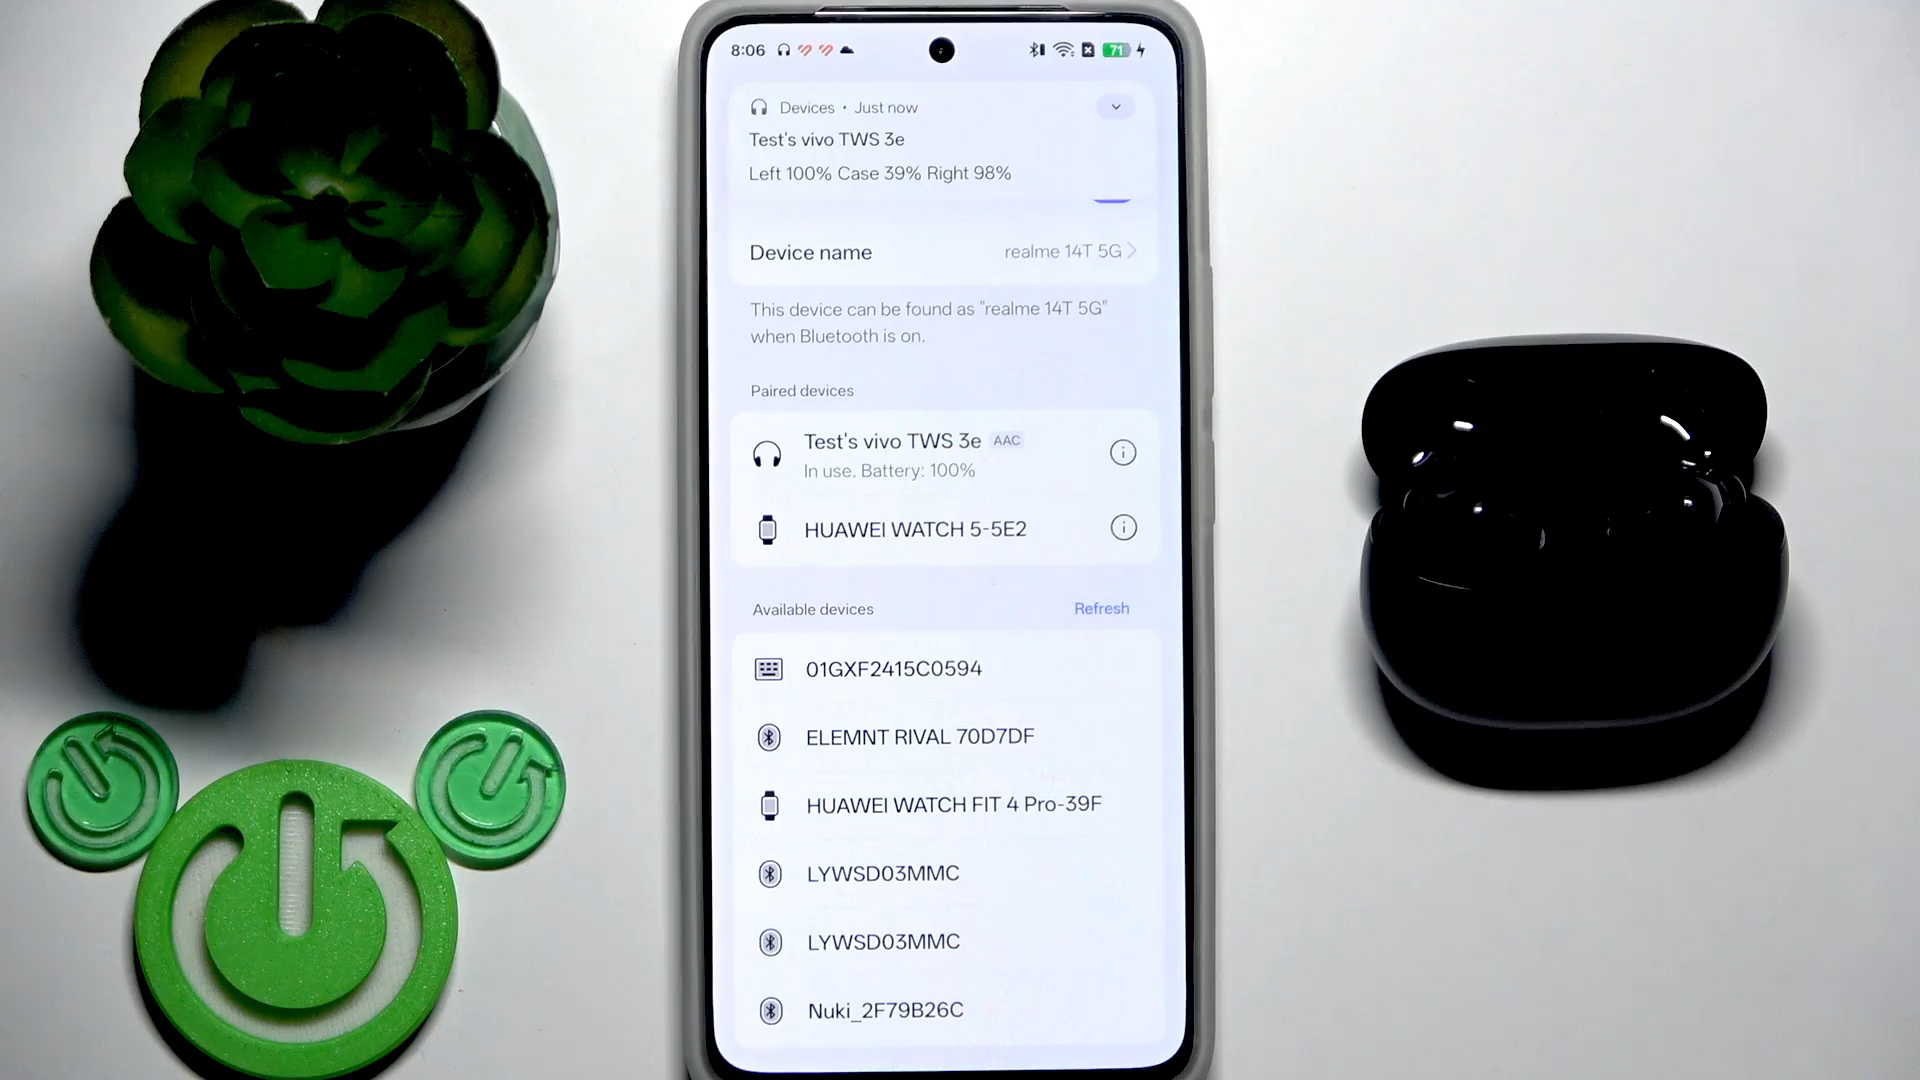 8:06
71
Devices • Just now
Test's vivo TWS 3e
Left 100% Case 39% Right 98%
Device name
realme 14T 5G
This device can be found as "realme 14T 5G"
when Bluetooth is on.
Paired devices
Test's vivo TWS 3e AAC
In use. Battery: 100%
HUAWEI WATCH 5-5E2
Available devices
Refresh
01GXF2415C0594
ELEMNT RIVAL 70D7DF
HUAWEI WATCH FIT 4 Pro-39F
LYWSD03MMC
LYWSD03MMC
Nuki_2F79B26C